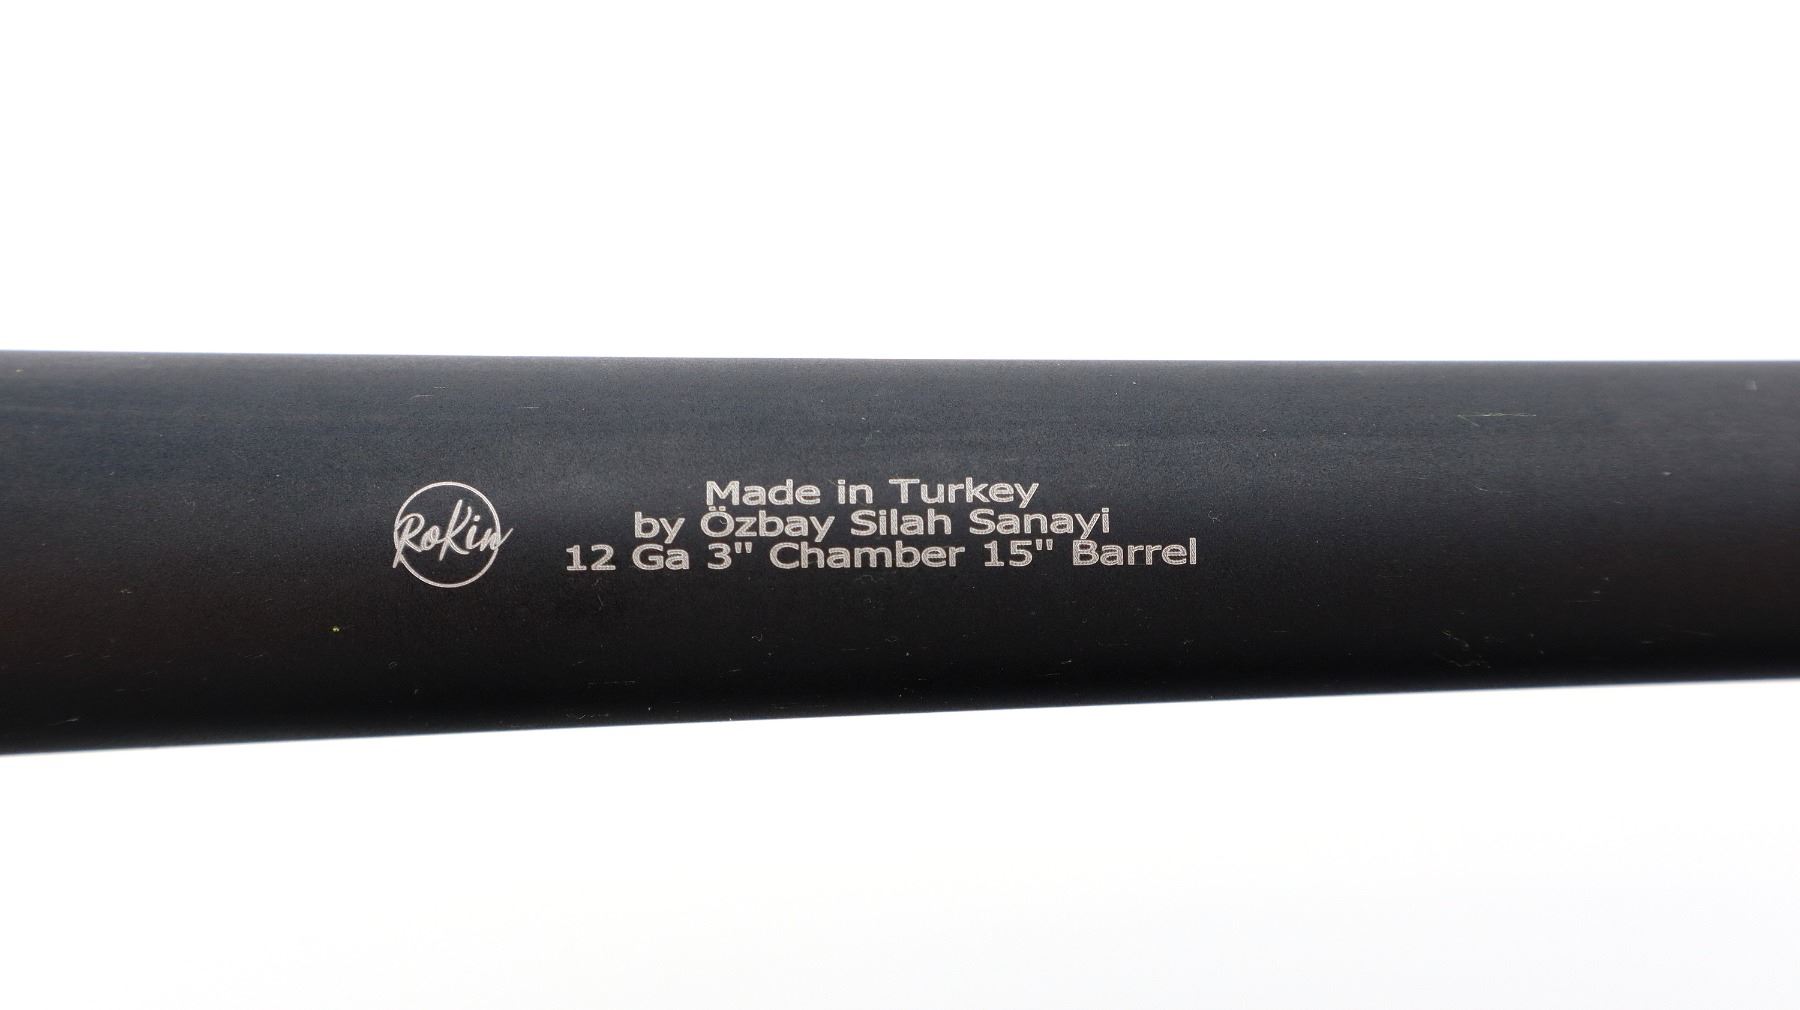 RoKin
Made in Turkey
by Özbay Silah Sanayi
12 Ga 3" Chamber 15" Barrel